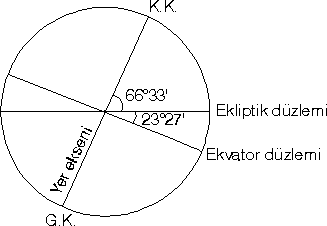 K.K.
66°33'
Ekliptik düzlemi
23°27'
Ekvator düzlemi
Yer ekseni
G.K.